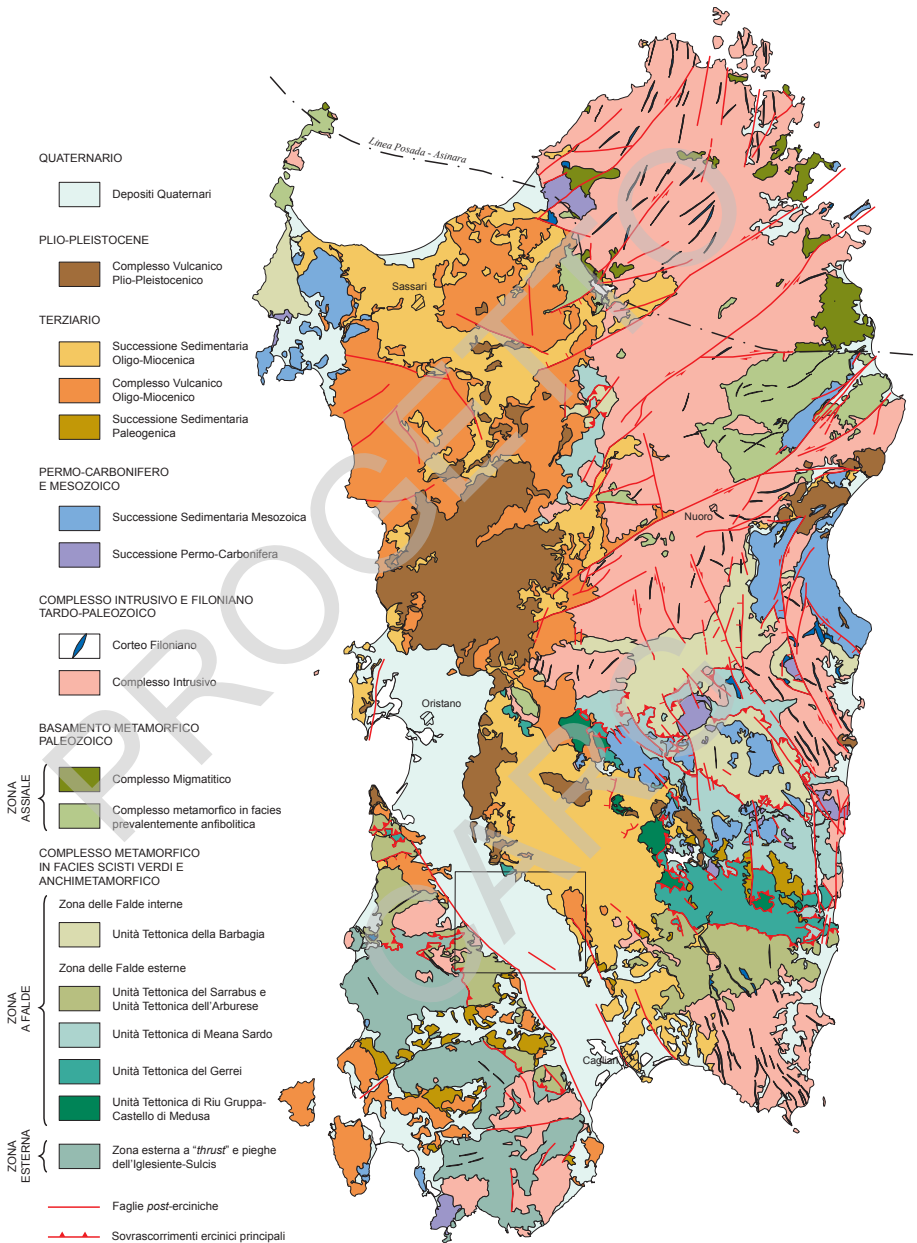 QUATERNARIO
Depositi Quaternari
PLIO-PLEISTOCENE
Complesso Vulcanico
Plio-Pleistocenico
TERZIARIO
Successione Sedimentaria
Oligo-Miocenica
Complesso Vulcanico
Oligo-Miocenico
Successione Sedimentaria
Paleogenica
PERMO-CARBONIFERO
E MESOZOICO
Successione Sedimentaria Mesozoica
Successione Permo-Carbonifera
COMPLESSO INTRUSIVO E FILONIANO
TARDO-PALEOZOICO
Corteo Filoniano
Complesso Intrusivo
BASAMENTO METAMORFICO
PALEOZOICO
ZONA
ASSIALE
Complesso Migmatitico
Complesso metamorfico in facies
prevalentemente anfibolitica
COMPLESSO METAMORFICO
IN FACIES SCISTI VERDI E
ANCHIMETAMORFICO
ZONA
A FALDE
Zona delle Falde interne
Unità Tettonica della Barbagia
Zona delle Falde esterne
Unità Tettonica del Sarrabus e
Unità Tettonica dell'Arburese
Unità Tettonica di Meana Sardo
Unità Tettonica del Gerrei
Unità Tettonica di Riu Gruppa-
Castello di Medusa
ZONA
ESTERNA
Zona esterna a "thrust" e pieghe
dell'Iglesiente-Sulcis
Faglie post-erciniche
Sovrascorrimenti ercinici principali
Linea Posada - Asinara
Sassari
Nuoro
Oristano
Cagliari
PROGETTO
CARG